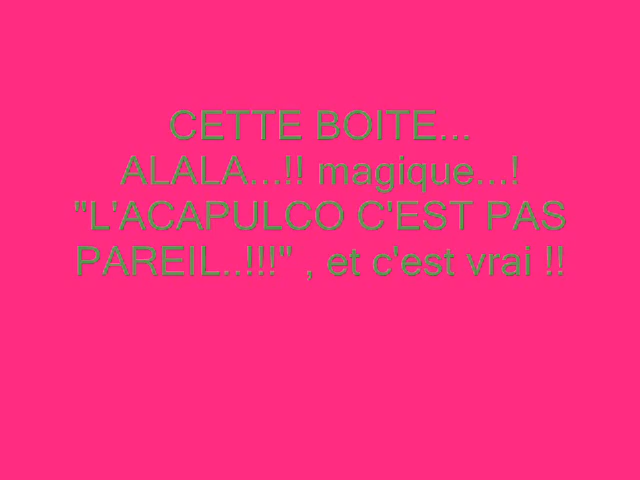 CETTE BOITE...
ALALA...!! magique...!
"L'ACAPULCO C'EST PAS
PAREIL..!!!" , et c'est vrai !!